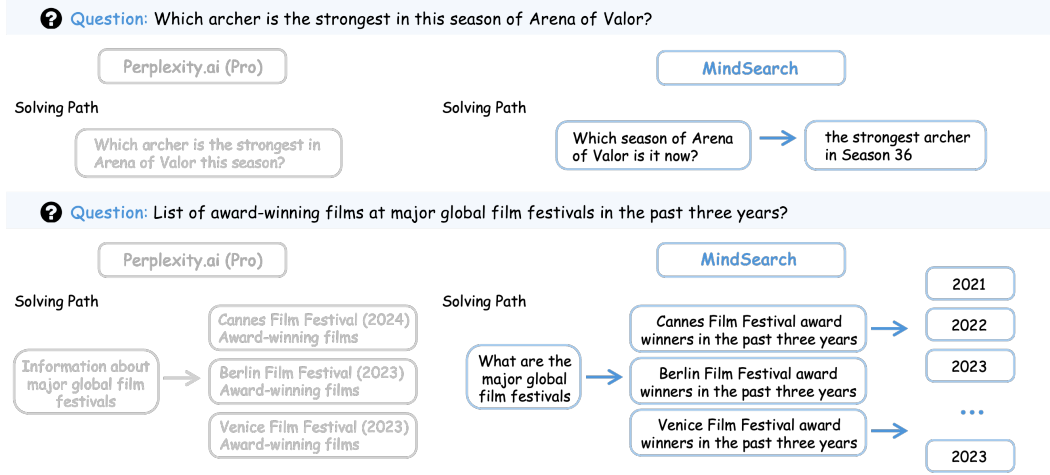 ? Question: Which archer is the strongest in this season of Arena of Valor?
Perplexity.ai (Pro)
Solving Path
Which archer is the strongest in
Arena of Valor this season?
MindSearch
Solving Path
Which season of Arena
of Valor is it now?
the strongest archer
in Season 36
? Question: List of award-winning films at major global film festivals in the past three years?
Perplexity.ai (Pro)
Solving Path
Information about
major global film
festivals
Cannes Film Festival (2024)
Award-winning films
Berlin Film Festival (2023)
Award-winning films
Venice Film Festival (2023)
Award-winning films
MindSearch
Solving Path
What are the
major global
film festivals
Cannes Film Festival award
winners in the past three years
Berlin Film Festival award
winners in the past three years
Venice Film Festival award
winners in the past three years
2021
2022
2023
...
2023